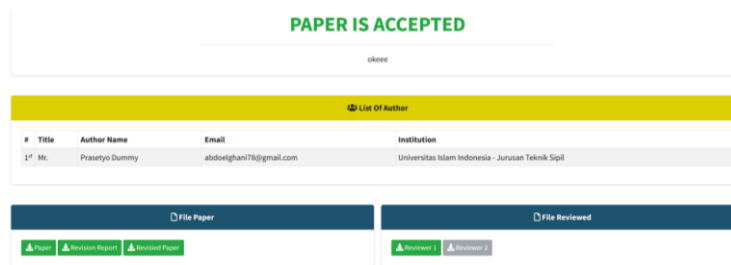 PAPER IS ACCEPTED
okeee
List Of Author
# Title Author Name Email Institution
1st Mr. Prasetyo Dummy abdoelghani78@gmail.com Universitas Islam Indonesia - Jurusan Teknik Sipil
File Paper
Paper Revision Report Revisied Paper
File Reviewed
Reviewer 1 Reviewer 2